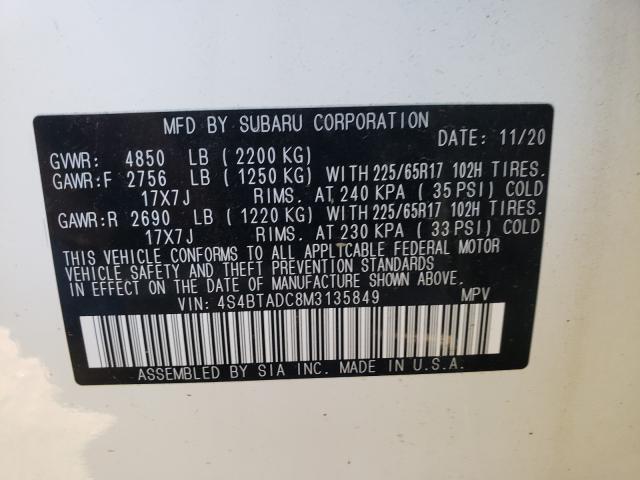 MFD BY SUBARU CORPORATION
DATE: 11/20
GVWR: 4850 LB (2200 KG)
GAWR:F 2756 LB (1250 KG) WITH 225/65R17 102H TIRES.
17X7J RIMS. AT 240 KPA (35 PSI) COLD
GAWR:R 2690 LB (1220 KG) WITH 225/65R17 102H TIRES.
17X7J RIMS. AT 230 KPA (33 PSI) COLD
THIS VEHICLE CONFORMS TO ALL APPLICABLE FEDERAL MOTOR
VEHICLE SAFETY AND THEFT PREVENTION STANDARDS
IN EFFECT ON THE DATE OF MANUFACTURE SHOWN ABOVE.
VIN: 4S4BTADC8M3135849 MPV
ASSEMBLED BY SIA INC. MADE IN U.S.A.